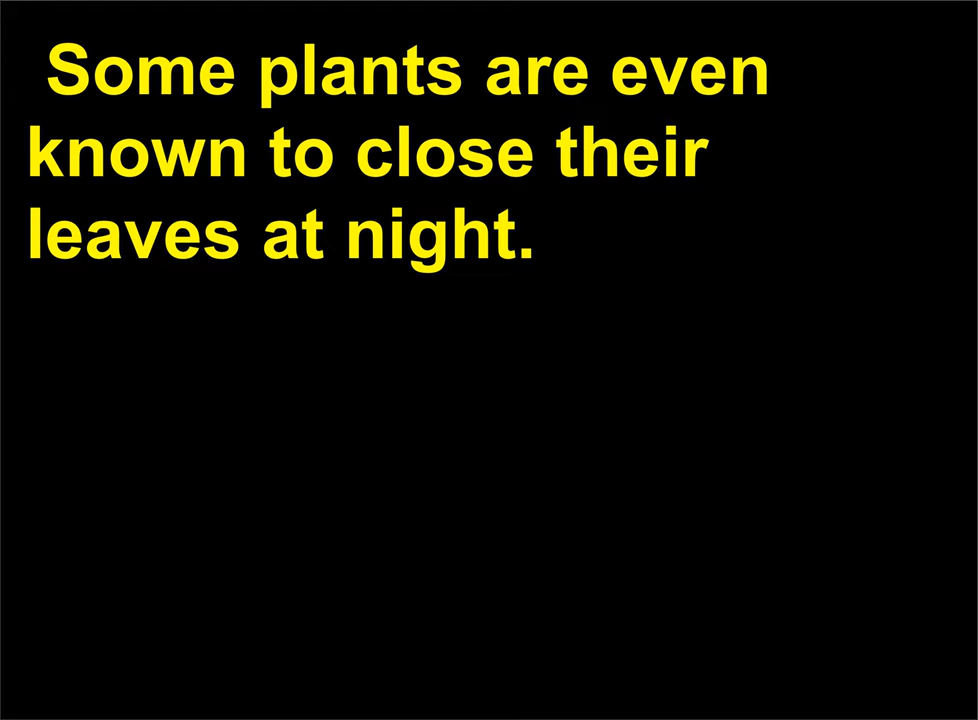 Some plants are even
known to close their
leaves at night.